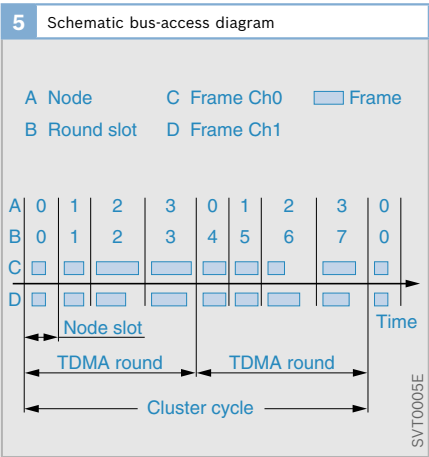 5 Schematic bus-access diagram
A Node C Frame Ch0 Frame
B Round slot D Frame Ch1
A 0 1 2 3 0 1 2 3 0
B 0 1 2 3 4 5 6 7 0
C
D
Node slot Time
TDMA round TDMA round
Cluster cycle
SVT0005E